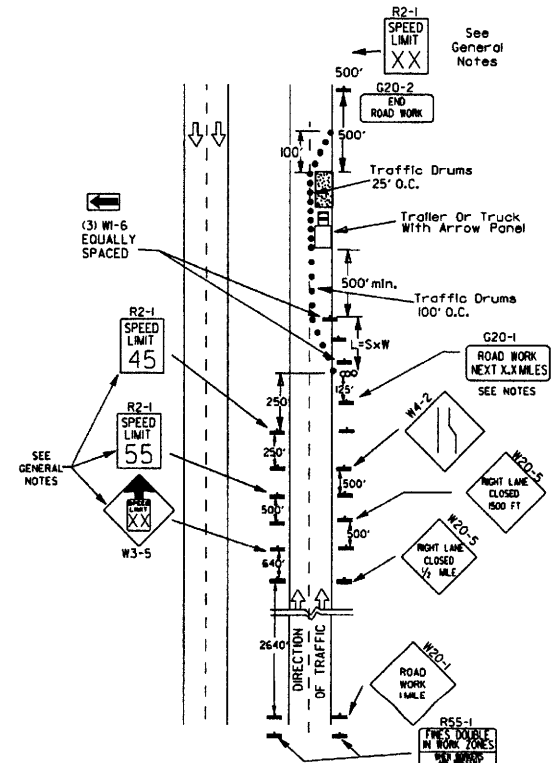 R2-1
SPEED
LIMIT
XX
See
General
Notes
500'
G20-2
END
ROAD WORK
500'
100'
Traffic Drums
25' O.C.
Trailer Or Truck
With Arrow Panel
(3) W1-6
EQUALLY
SPACED
500' min.
Traffic Drums
100' O.C.
L=SxW
R2-1
SPEED
LIMIT
45
G20-1
ROAD WORK
NEXT X.X MILES
SEE NOTES
125'
250'
W4-2
R2-1
SPEED
LIMIT
55
250'
SEE
GENERAL
NOTES
500'
500'
W20-5
RIGHT LANE
CLOSED
1500 FT
SPEED
LIMIT
XX
W3-5
500'
640'
W20-5
RIGHT LANE
CLOSED
1/2 MILE
2640'
DIRECTION
OF TRAFFIC
W20-1
ROAD
WORK
1 MILE
R55-1
FINES DOUBLE
IN WORK ZONES
WHEN WORKERS